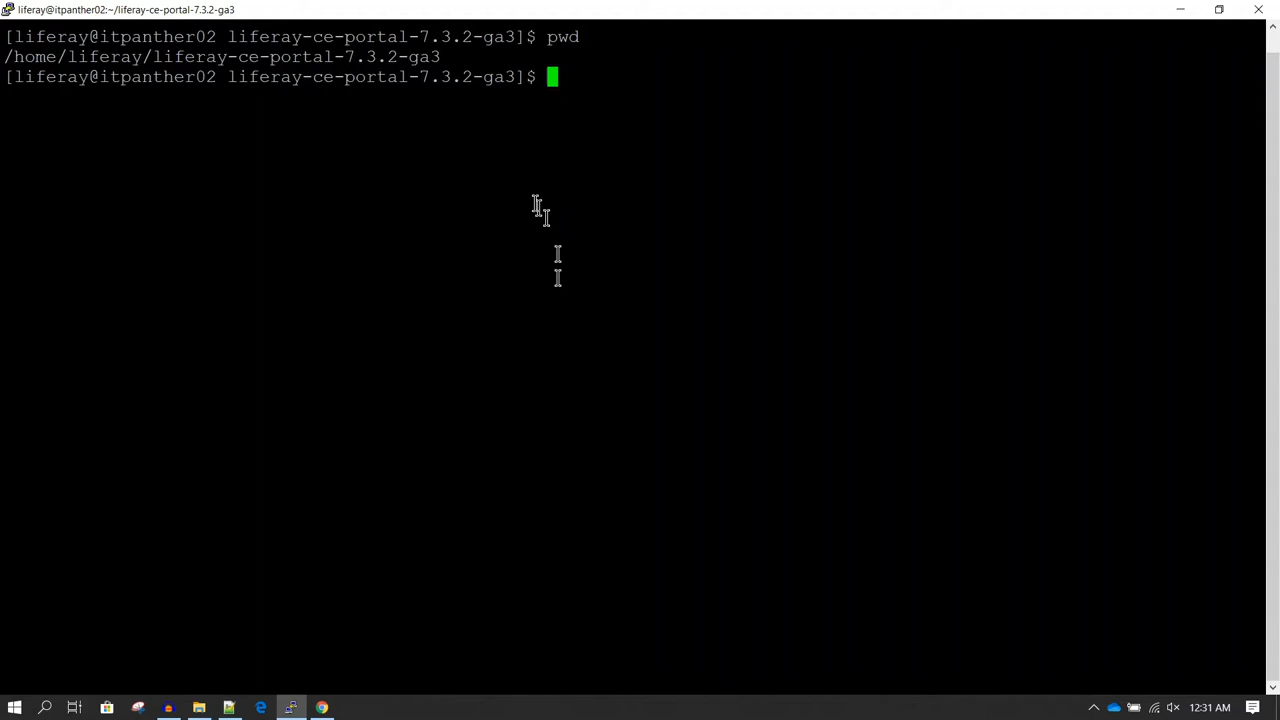 liferay@itpanther02:~/liferay-ce-portal-7.3.2-ga3
[liferay@itpanther02 liferay-ce-portal-7.3.2-ga3]$ pwd
/home/liferay/liferay-ce-portal-7.3.2-ga3
[liferay@itpanther02 liferay-ce-portal-7.3.2-ga3]$
12:31 AM